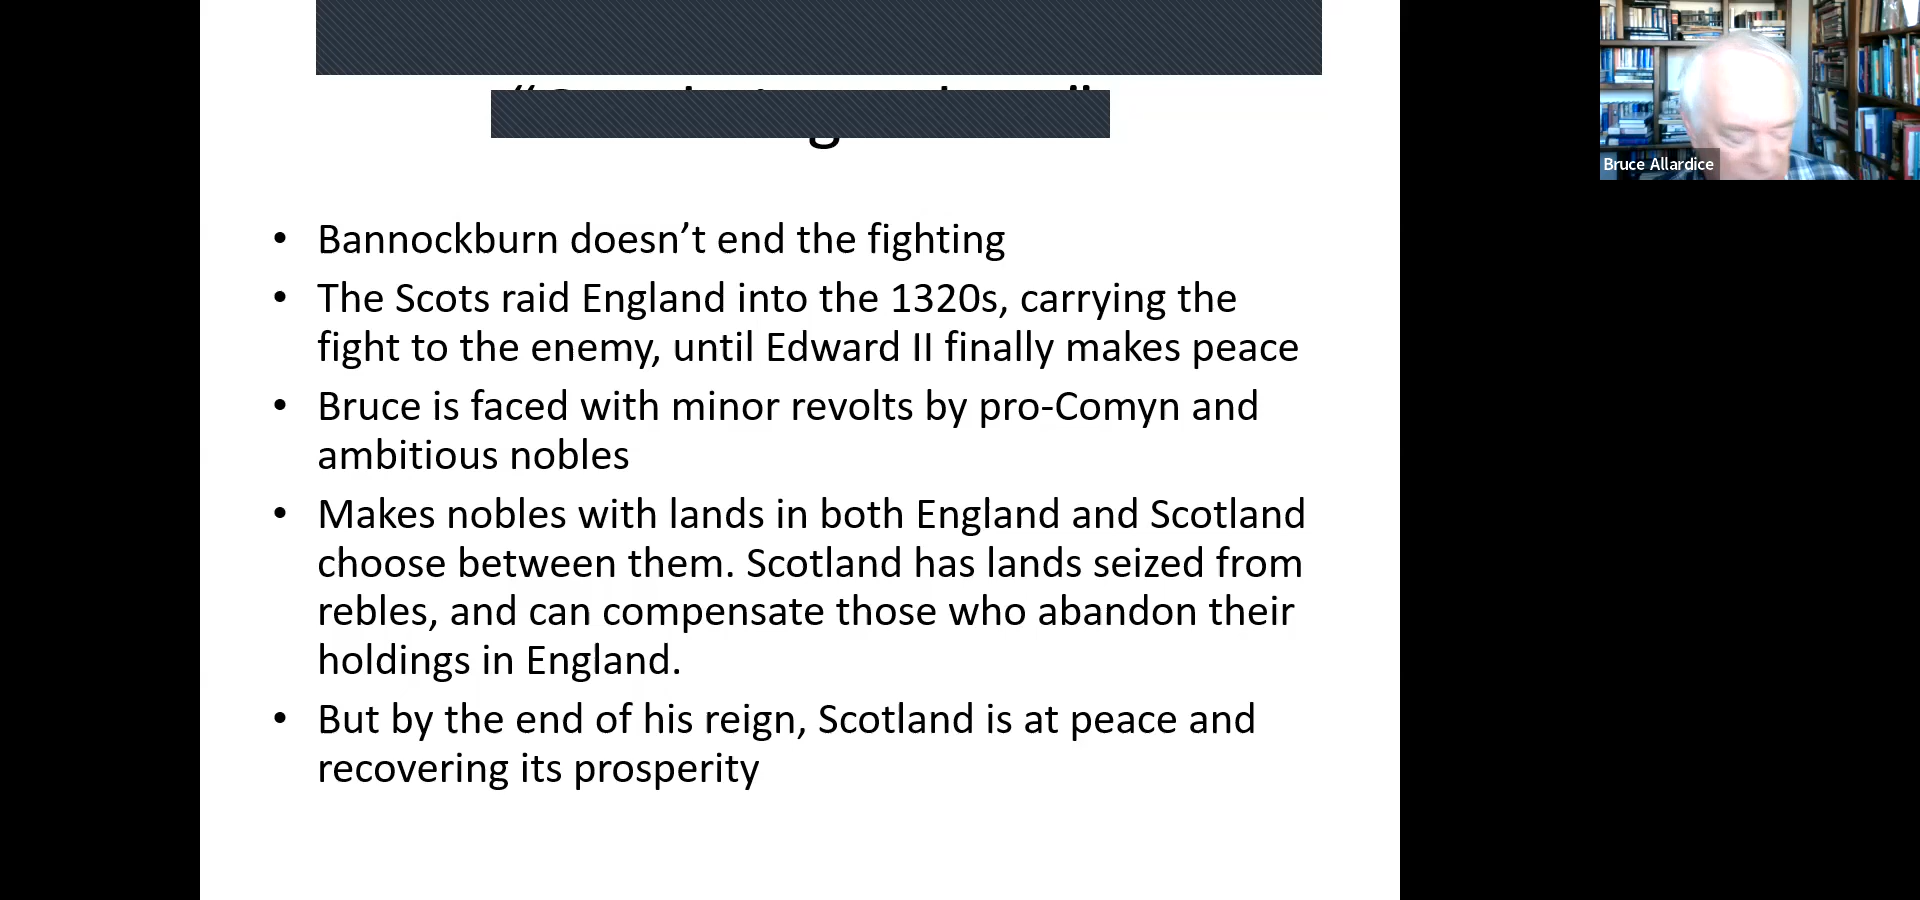 • Bannockburn doesn’t end the fighting
• The Scots raid England into the 1320s, carrying the
fight to the enemy, until Edward II finally makes peace
• Bruce is faced with minor revolts by pro-Comyn and
ambitious nobles
• Makes nobles with lands in both England and Scotland
choose between them. Scotland has lands seized from
rebles, and can compensate those who abandon their
holdings in England.
• But by the end of his reign, Scotland is at peace and
recovering its prosperity
Bruce Allardice